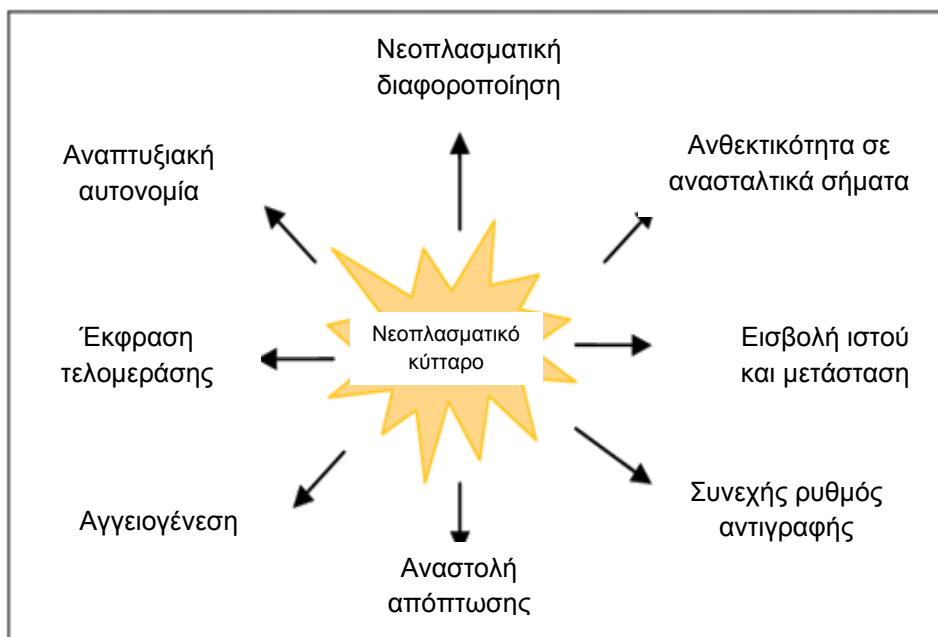 Νεοπλασματική
διαφοροποίηση
Αναπτυξιακή
αυτονομία
Ανθεκτικότητα σε
ανασταλτικά σήματα
Έκφραση
τελομεράσης
Νεοπλασματικό
κύτταρο
Εισβολή ιστού
και μετάσταση
Αγγειογένεση
Συνεχής ρυθμός
αντιγραφής
Αναστολή
απόπτωσης